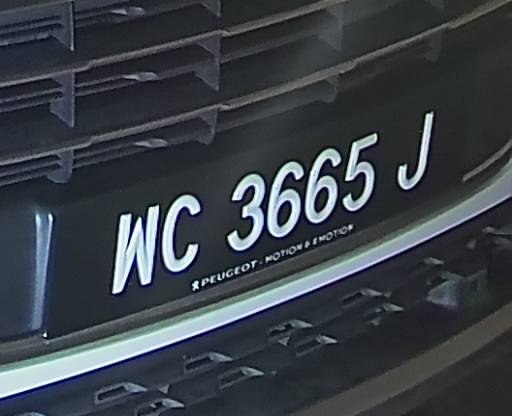 WC 3665 J
PEUGEOT - MOTION & EMOTION